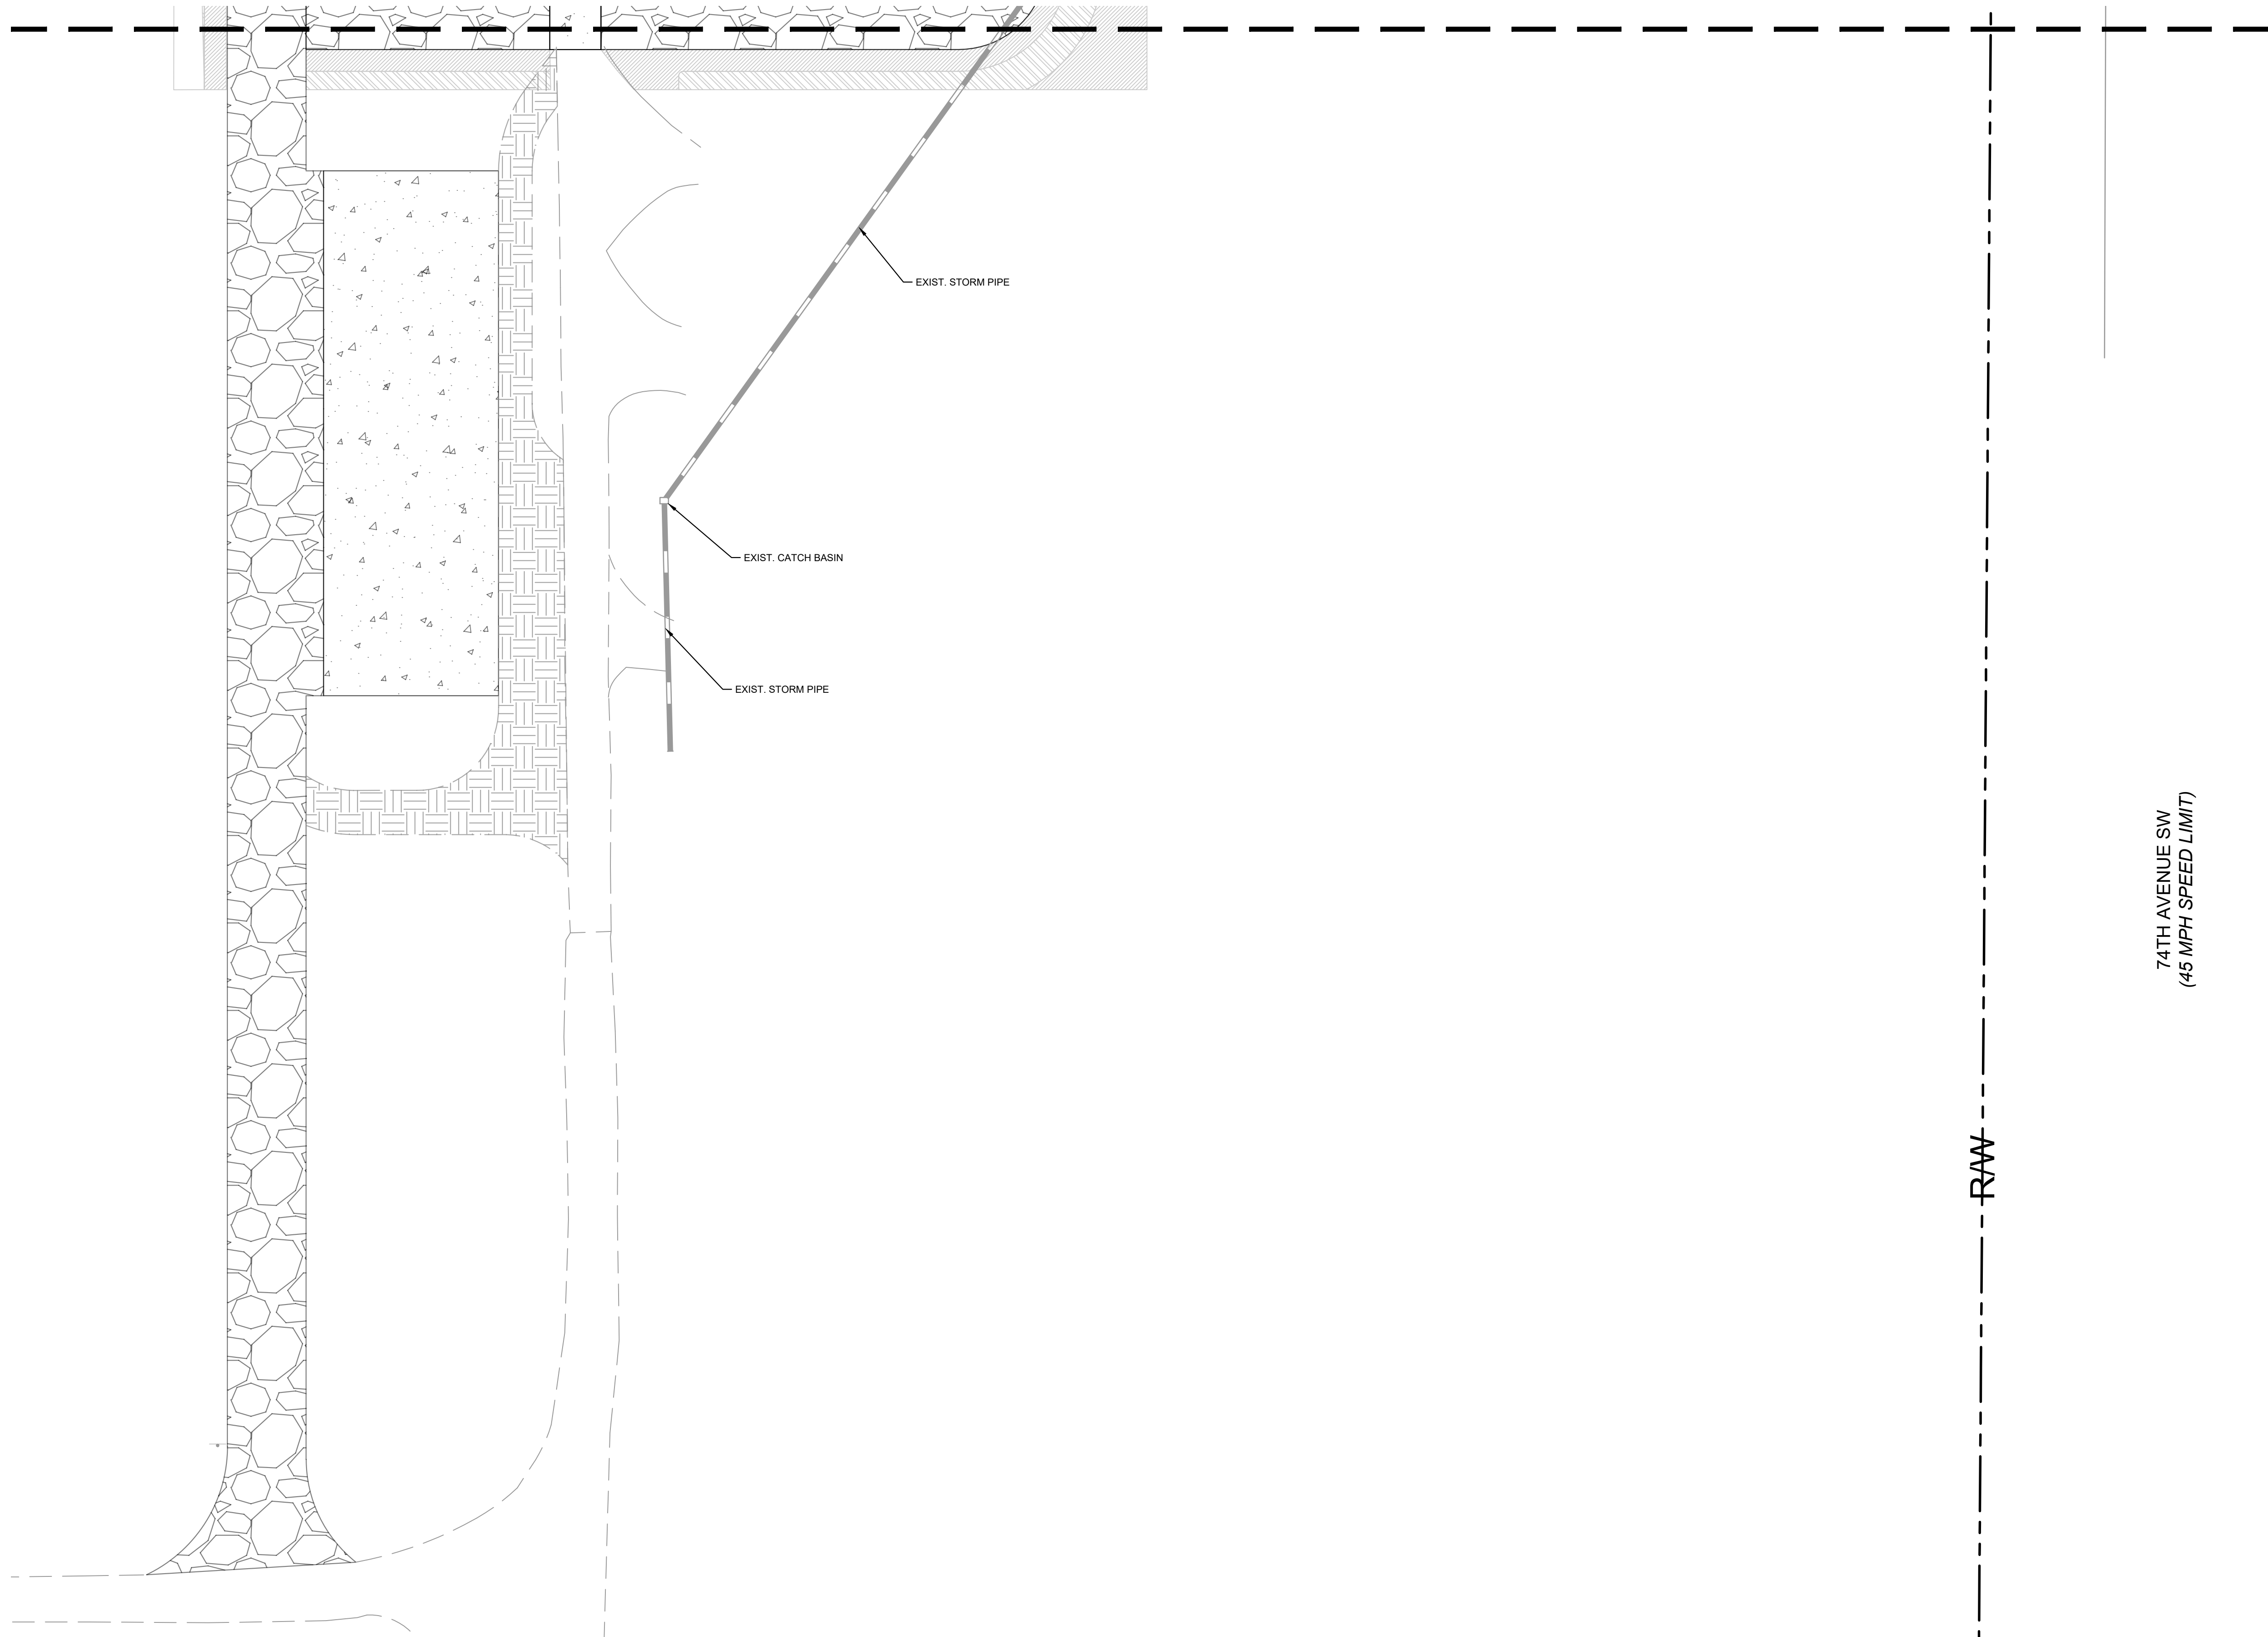 EXIST. STORM PIPE
EXIST. CATCH BASIN
EXIST. STORM PIPE
74TH AVENUE SW
(45 MPH SPEED LIMIT)
R/W